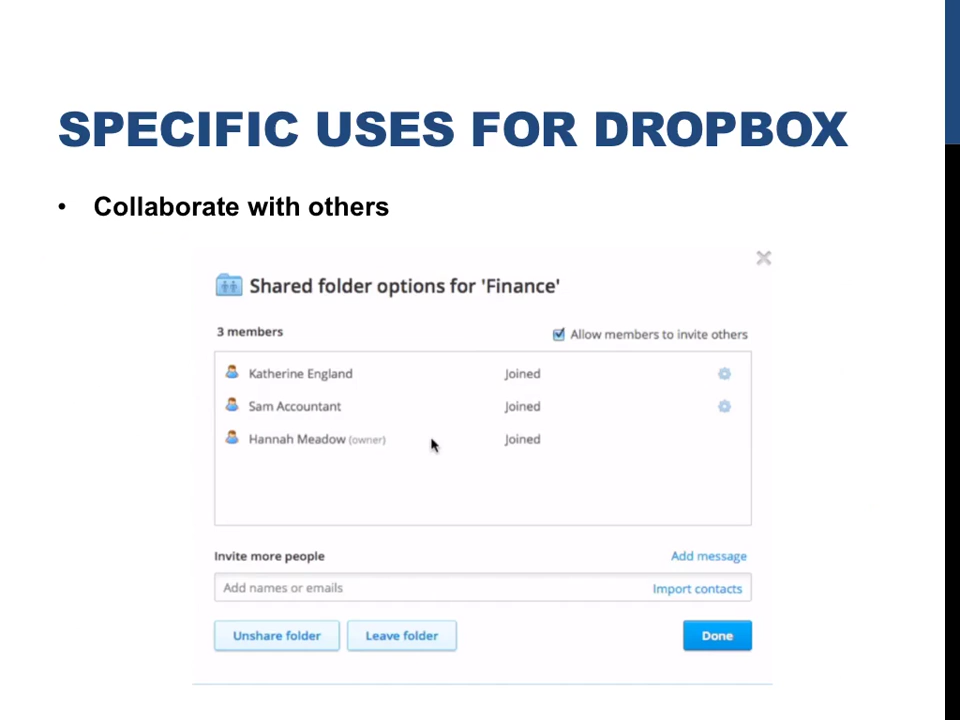 SPECIFIC USES FOR DROPBOX
• Collaborate with others
Shared folder options for 'Finance'
3 members
Allow members to invite others
Katherine England Joined
Sam Accountant Joined
Hannah Meadow (owner) Joined
Invite more people Add message
Add names or emails Import contacts
Unshare folder Leave folder Done